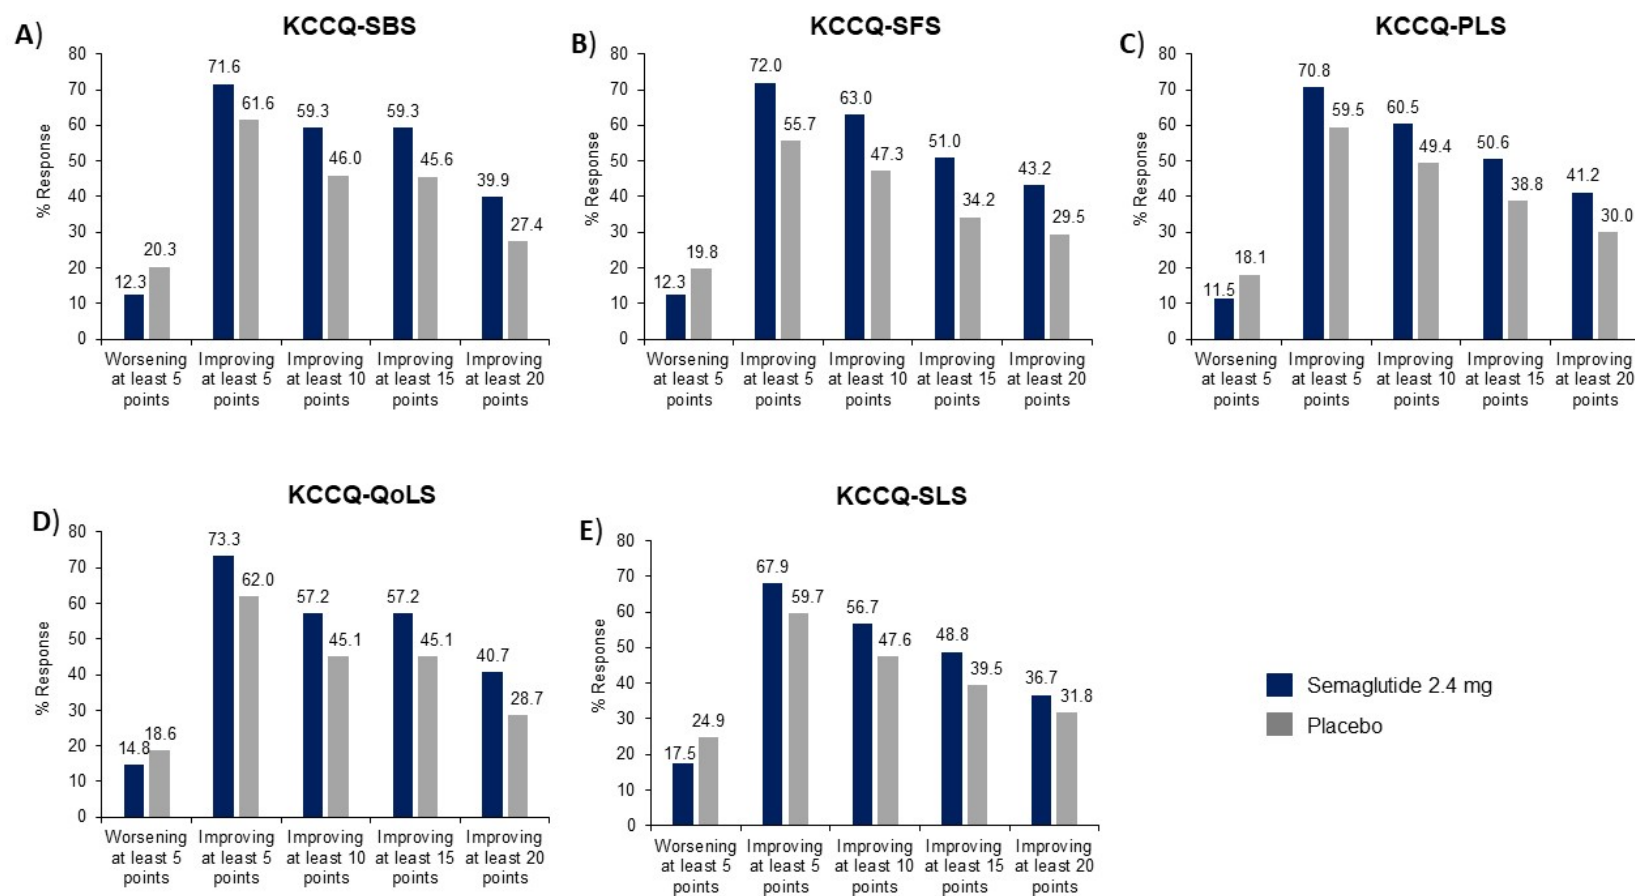 A)
KCCQ-SBS
% Response
80
70
60
50
40
30
20
10
0
12.3
20.3
71.6
61.6
59.3
46.0
59.3
45.6
39.9
27.4
Worsening Improving Improving Improving Improving
at least 5 at least 5 at least 10 at least 15 at least 20
points points points points points
B)
KCCQ-SFS
% Response
80
70
60
50
40
30
20
10
0
12.3
19.8
72.0
55.7
63.0
47.3
51.0
34.2
43.2
29.5
Worsening Improving Improving Improving Improving
at least 5 at least 5 at least 10 at least 15 at least 20
points points points points points
C)
KCCQ-PLS
% Response
80
70
60
50
40
30
20
10
0
11.5
18.1
70.8
59.5
60.5
49.4
50.6
38.8
41.2
30.0
Worsening Improving Improving Improving Improving
at least 5 at least 5 at least 10 at least 15 at least 20
points points points points points
D)
KCCQ-QoLS
% Response
80
70
60
50
40
30
20
10
0
14.8
18.6
73.3
62.0
57.2
45.1
57.2
45.1
40.7
28.7
Worsening Improving Improving Improving Improving
at least 5 at least 5 at least 10 at least 15 at least 20
points points points points points
E)
KCCQ-SLS
% Response
80
70
60
50
40
30
20
10
0
17.5
24.9
67.9
59.7
56.7
47.6
48.8
39.5
36.7
31.8
Worsening Improving Improving Improving Improving
at least 5 at least 5 at least 10 at least 15 at least 20
points points points points points
Semaglutide 2.4 mg
Placebo